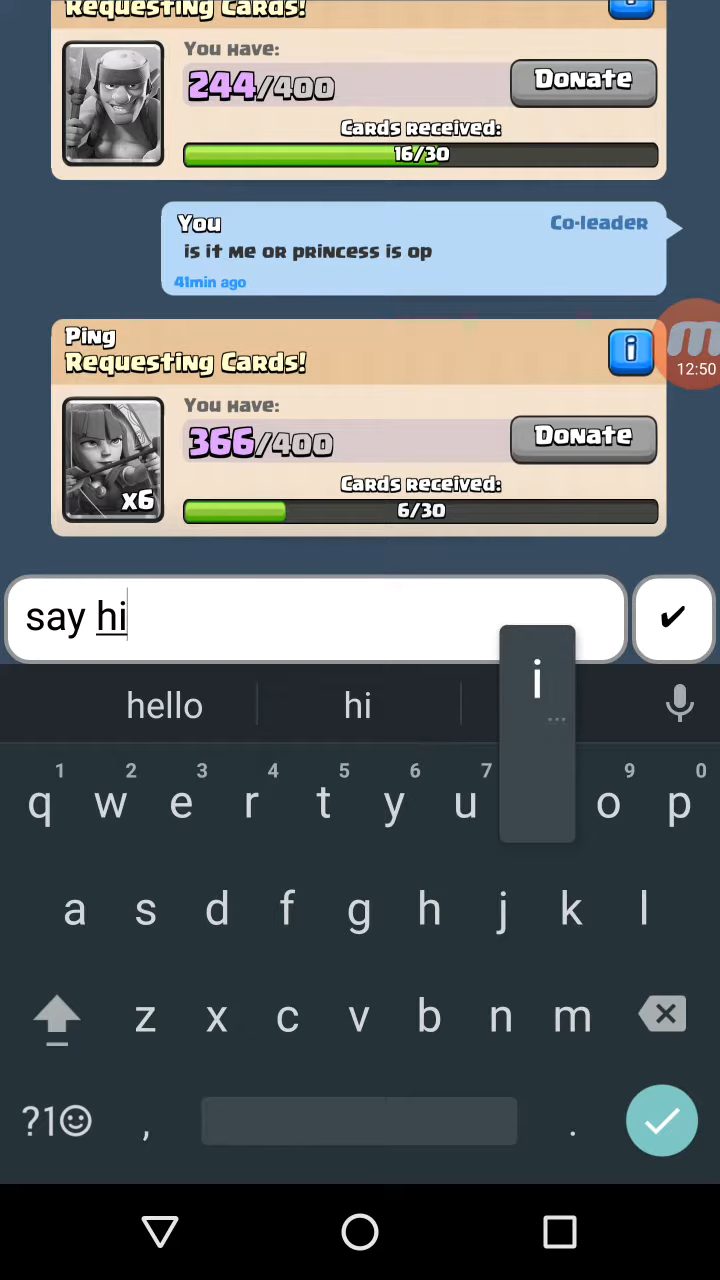 Requesting Cards!
You have:
244/400
Donate
Cards received:
16/30
You
Co-leader
is it me or princess is op
41min ago
Ping
Requesting Cards!
i
12:50
You have:
x6
366/400
Donate
Cards received:
6/30
say hi
✔
hello hi
i
...
1 2 3 4 5 6 7 9 0
q w e r t y u o p
a s d f g h j k l
z x c v b n m
?1☺ , .